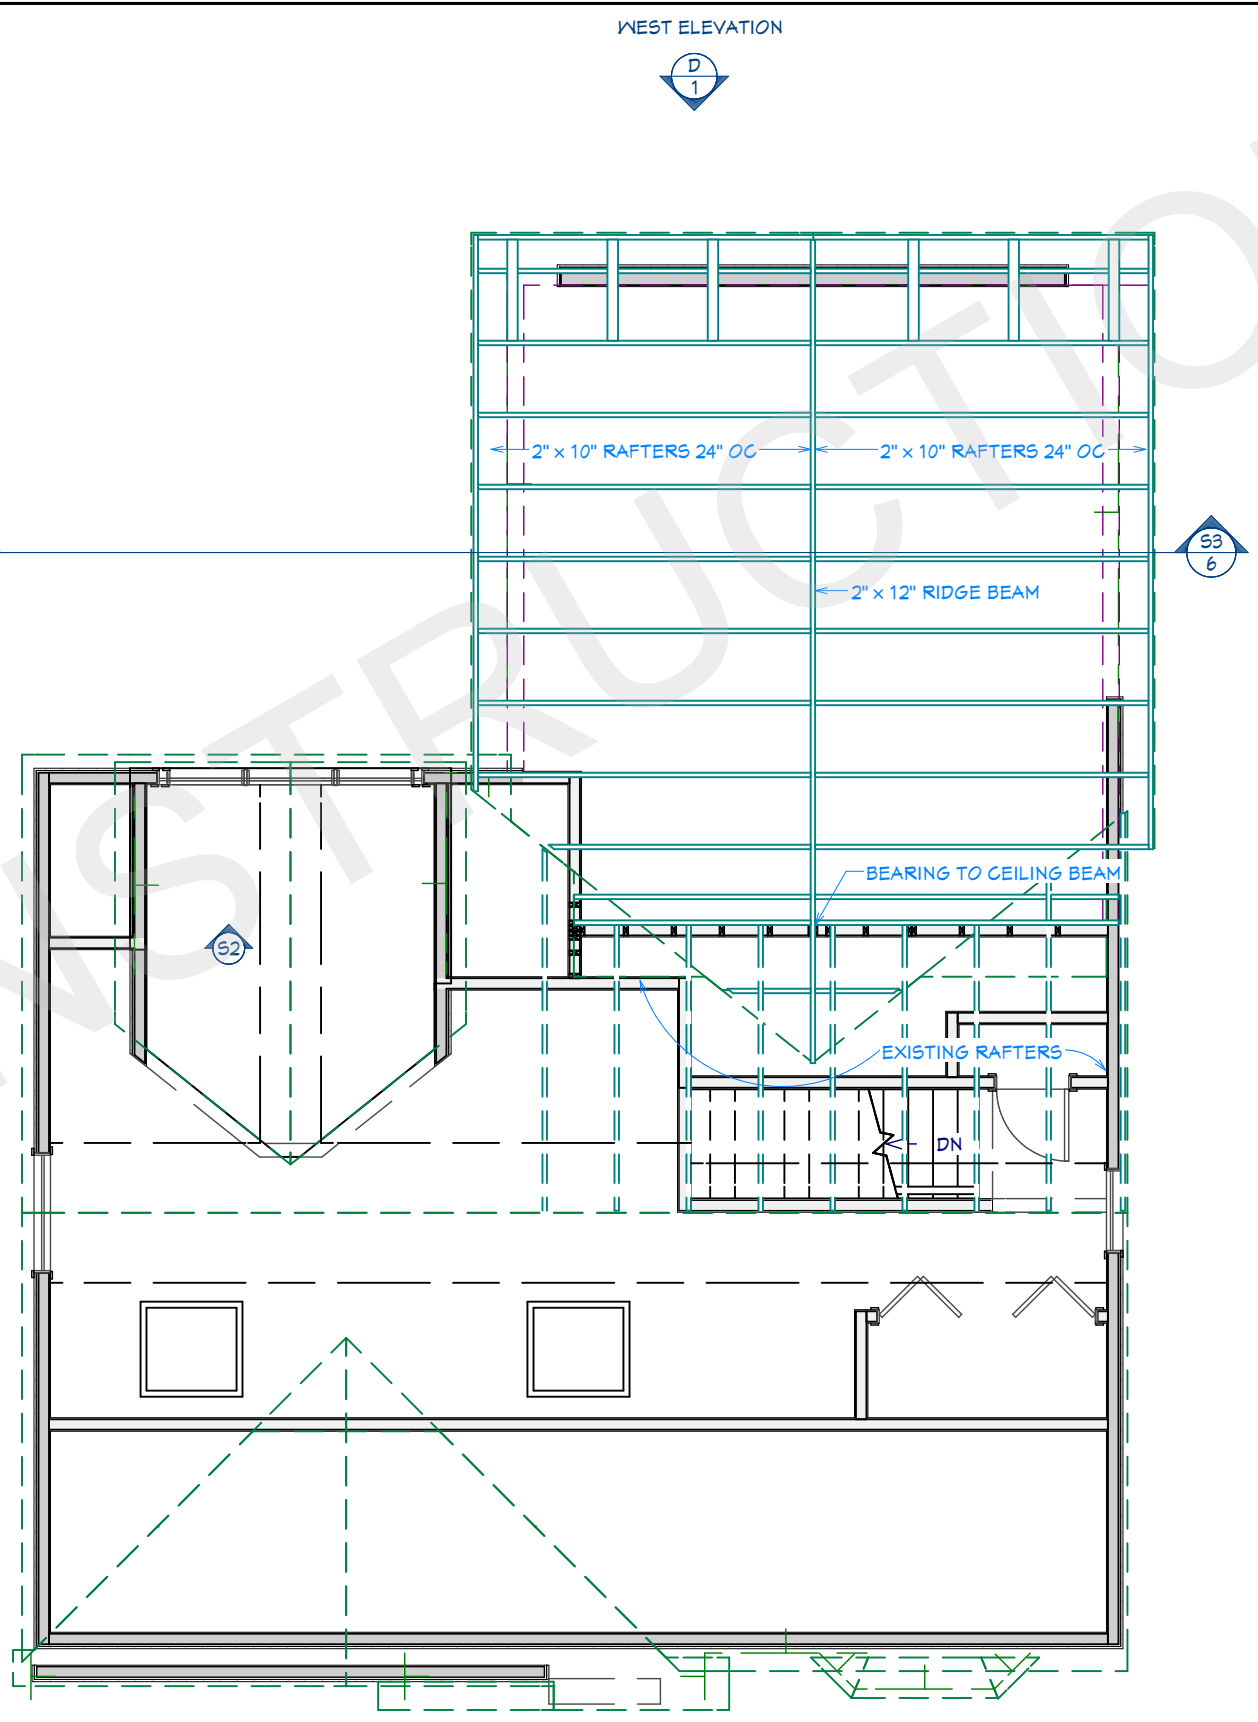 WEST ELEVATION
D
1
2" x 10" RAFTERS 24" OC
2" x 10" RAFTERS 24" OC
S3
6
2" x 12" RIDGE BEAM
BEARING TO CEILING BEAM
S2
EXISTING RAFTERS
DN
NSTRUCTIO